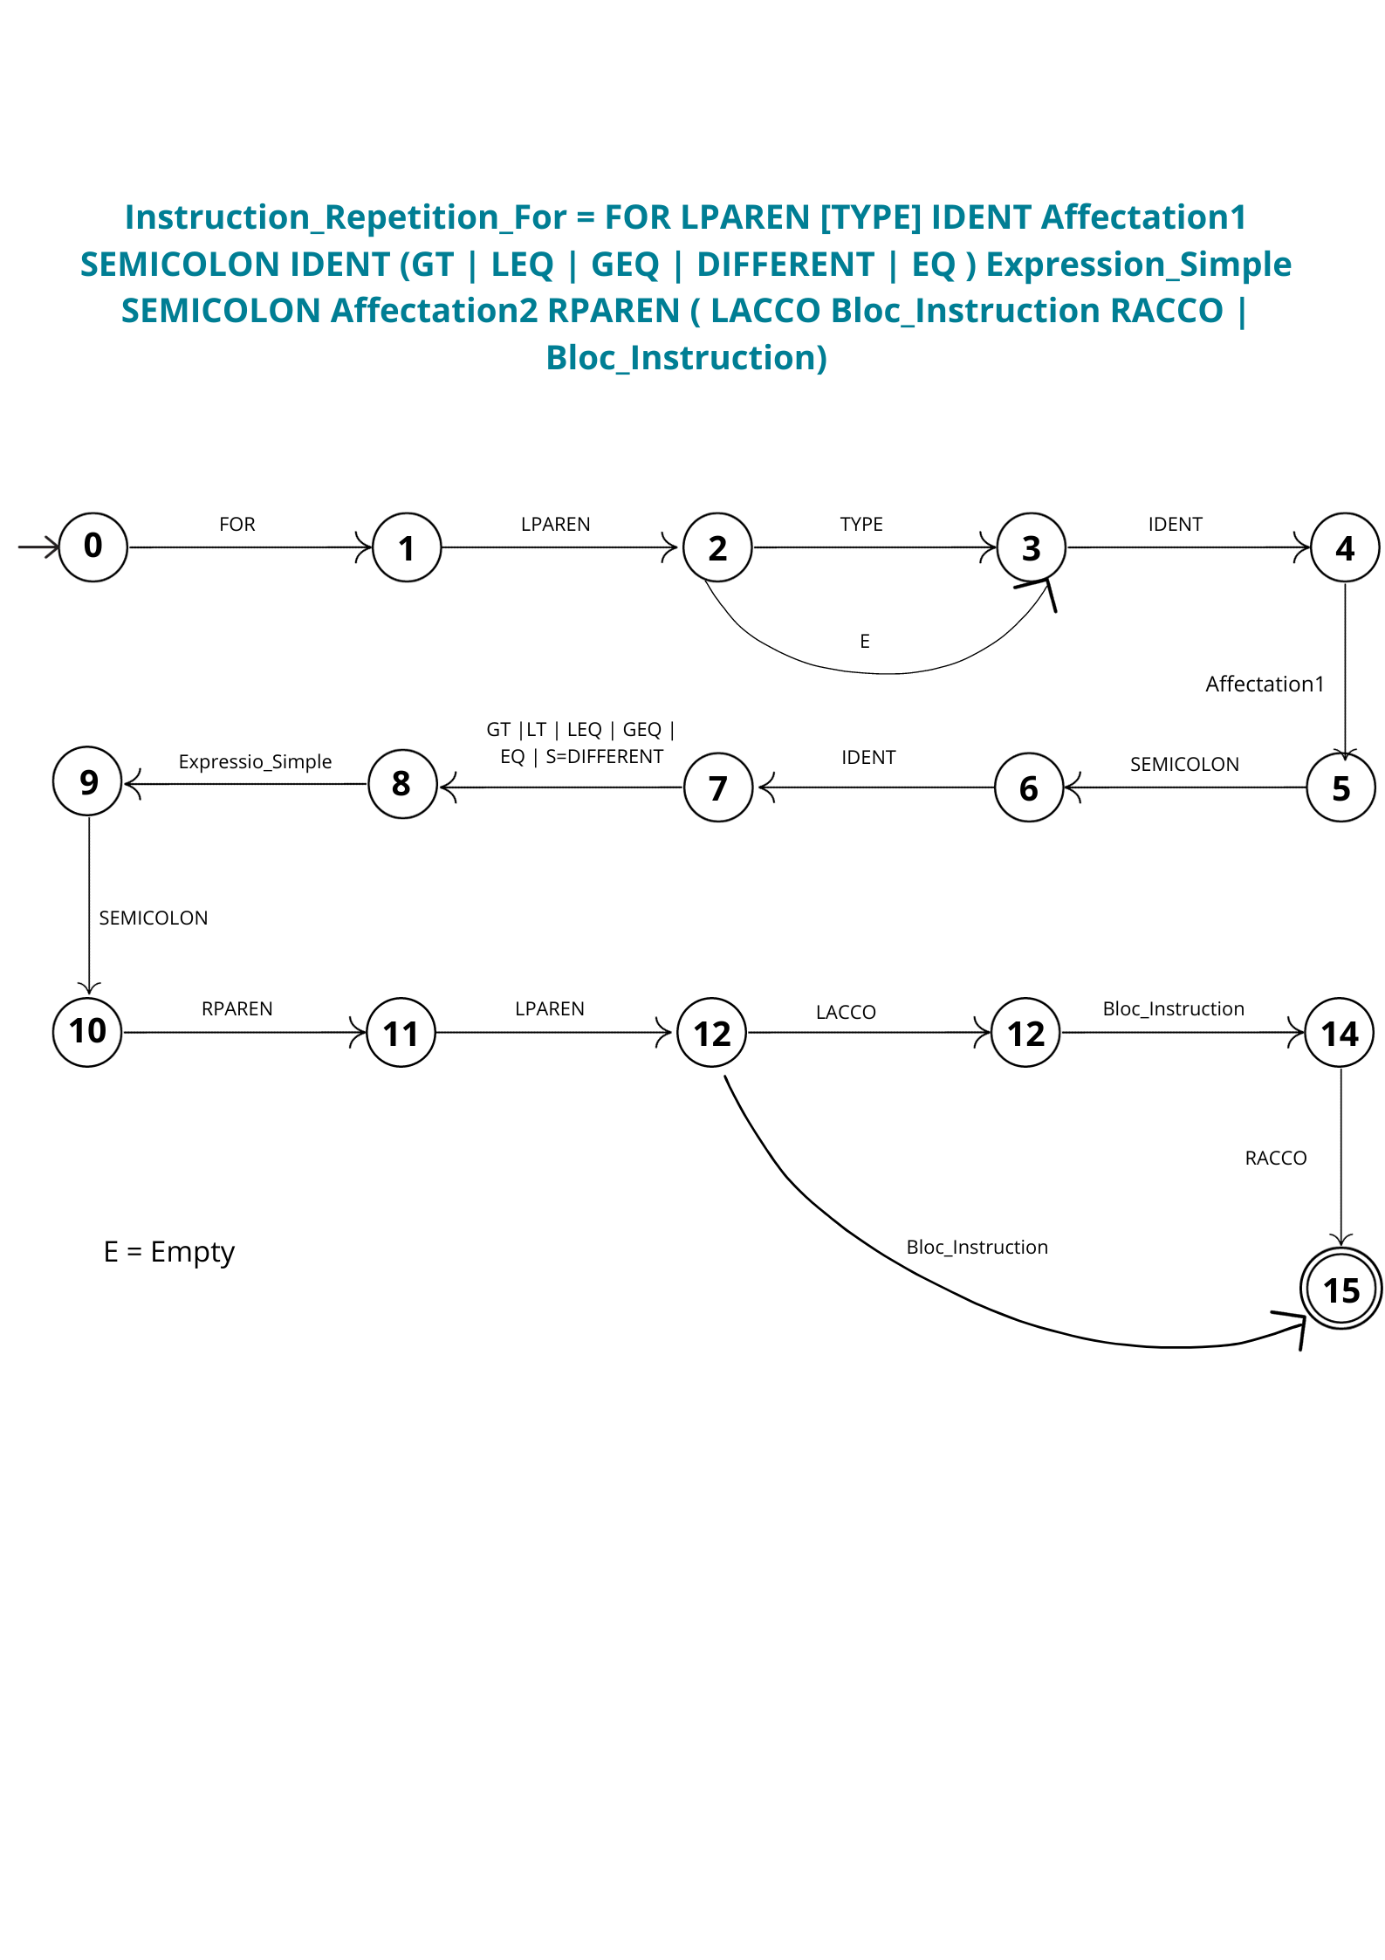 Instruction_Repetition_For = FOR LPAREN [TYPE] IDENT Affectation1
SEMICOLON IDENT (GT | LEQ | GEQ | DIFFERENT | EQ ) Expression_Simple
SEMICOLON Affectation2 RPAREN ( LACCO Bloc_Instruction RACCO |
Bloc_Instruction)
FOR
LPAREN
TYPE
IDENT
0
1
2
3
4
E
Affectation1
GT |LT | LEQ | GEQ |
EQ | S=DIFFERENT
Expressio_Simple
IDENT
SEMICOLON
9
8
7
6
5
SEMICOLON
RPAREN
LPAREN
LACCO
Bloc_Instruction
10
11
12
12
14
RACCO
Bloc_Instruction
E = Empty
15